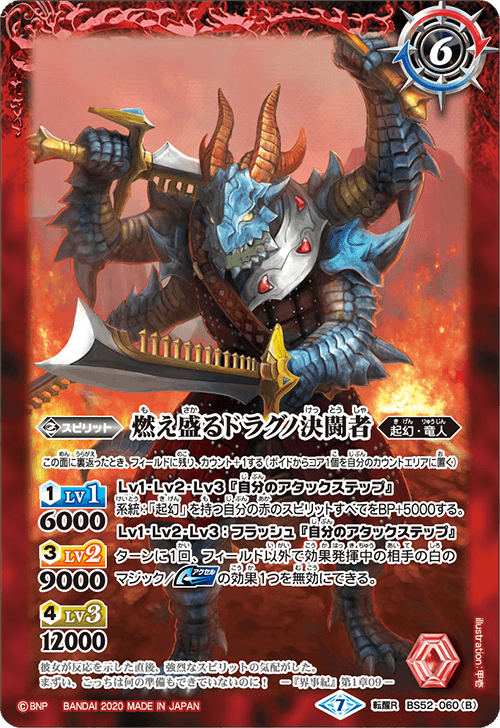 6
燃え盛るドラグノ決闘者
スピリット
起幻・竜人
この面に裏返ったとき、フィールドに残り、カウント+1する(ボイドからコア1個を自分のカウントエリアに置く)
1 LV1
6000
3 LV2
9000
4 LV3
12000
Lv1・Lv2・Lv3『自分のアタックステップ』
系統:「起幻」を持つ自分の赤のスピリットすべてをBP+5000する。
Lv1・Lv2・Lv3:フラッシュ『自分のアタックステップ』
ターンに1回、フィールド以外で効果発揮中の相手の白の
マジック/アクセルの効果1つを無効にできる。
彼女が反応を示した直後、強烈なスピリットの気配がした。
まずい、こっちは何の準備もできていないのに! ―『界事紀』第1章09―
illustration:甲壱
©BNP BANDAI 2020 MADE IN JAPAN
7
転醒R
BS52-060(B)